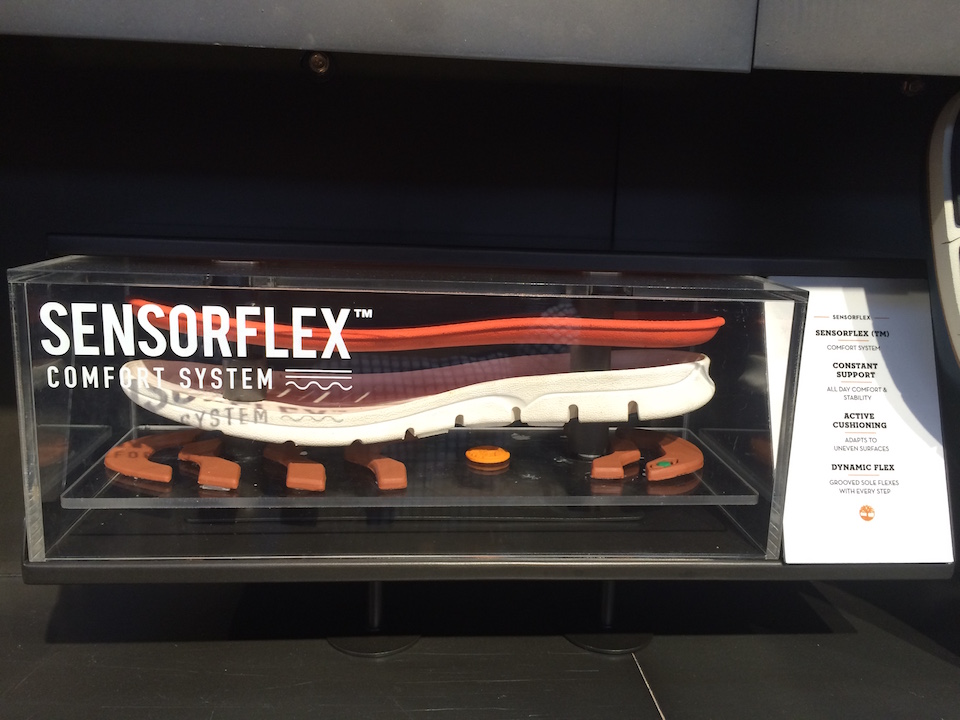 SENSORFLEX™
COMFORT SYSTEM
SYSTEM
SENSORFLEX
SENSORFLEX (TM)
COMFORT SYSTEM
CONSTANT
SUPPORT
ALL DAY COMFORT &
STABILITY
ACTIVE
CUSHIONING
ADAPTS TO
UNEVEN SURFACES
DYNAMIC FLEX
GROOVED SOLE FLEXES
WITH EVERY STEP